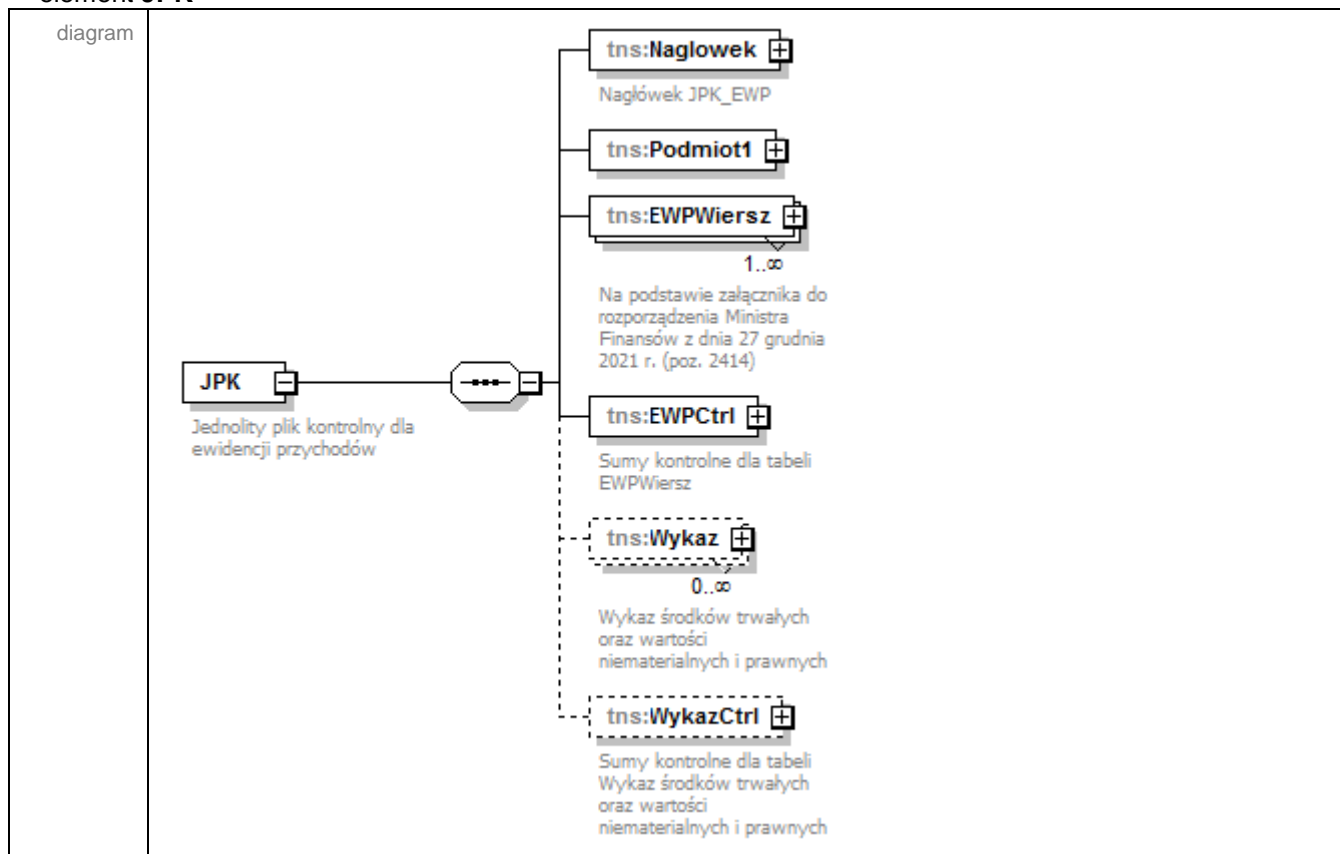 diagram
tns:Naglowek
Nagłówek JPK_EWP
tns:Podmiot1
tns:EWPWiersz
1..∞
Na podstawie załącznika do
rozporządzenia Ministra
Finansów z dnia 27 grudnia
2021 r. (poz. 2414)
JPK
Jednolity plik kontrolny dla
ewidencji przychodów
tns:EWPCtrl
Sumy kontrolne dla tabeli
EWPWiersz
tns:Wykaz
0..∞
Wykaz środków trwałych
oraz wartości
niematerialnych i prawnych
tns:WykazCtrl
Sumy kontrolne dla tabeli
Wykaz środków trwałych
oraz wartości
niematerialnych i prawnych